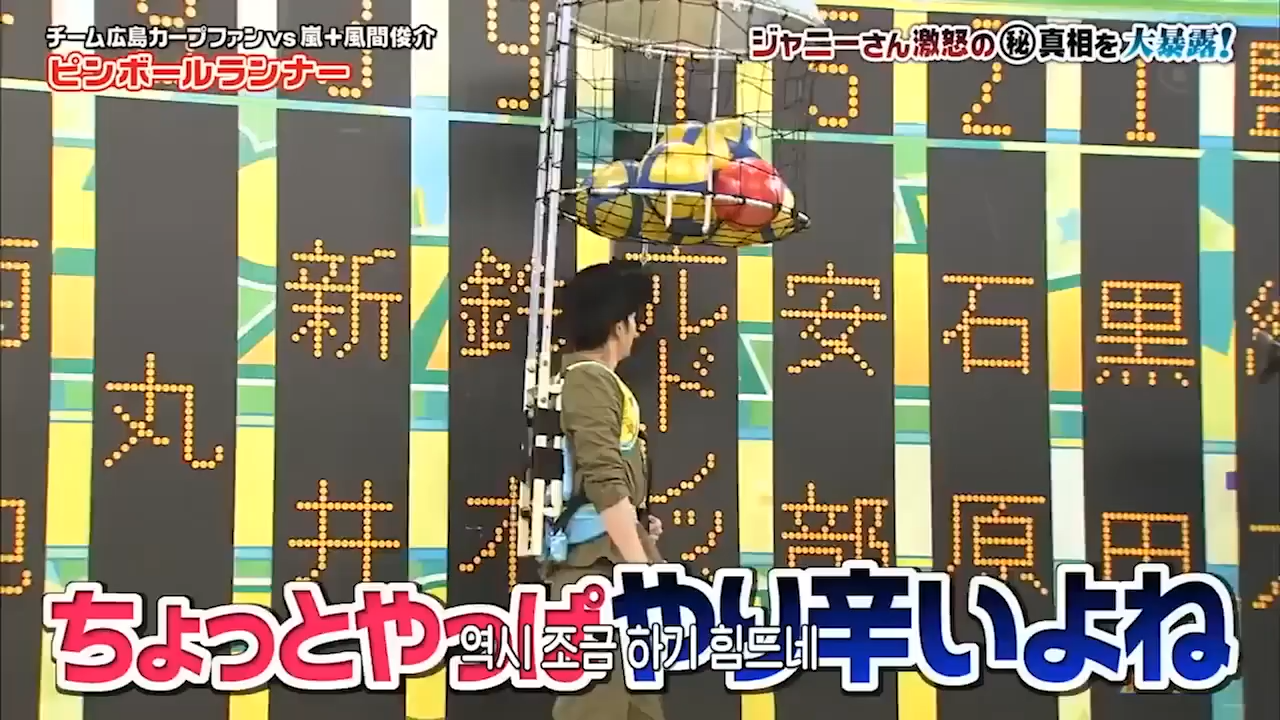 チーム広島カープファンvs嵐+風間俊介
ピンボールランナー
ジャニーさん激怒の㊙真相を大暴露!
新
井
丸
安
部
石
原
黒
田
ちょっとやっぱやり辛いよね
역시 조금 하기 힘드네